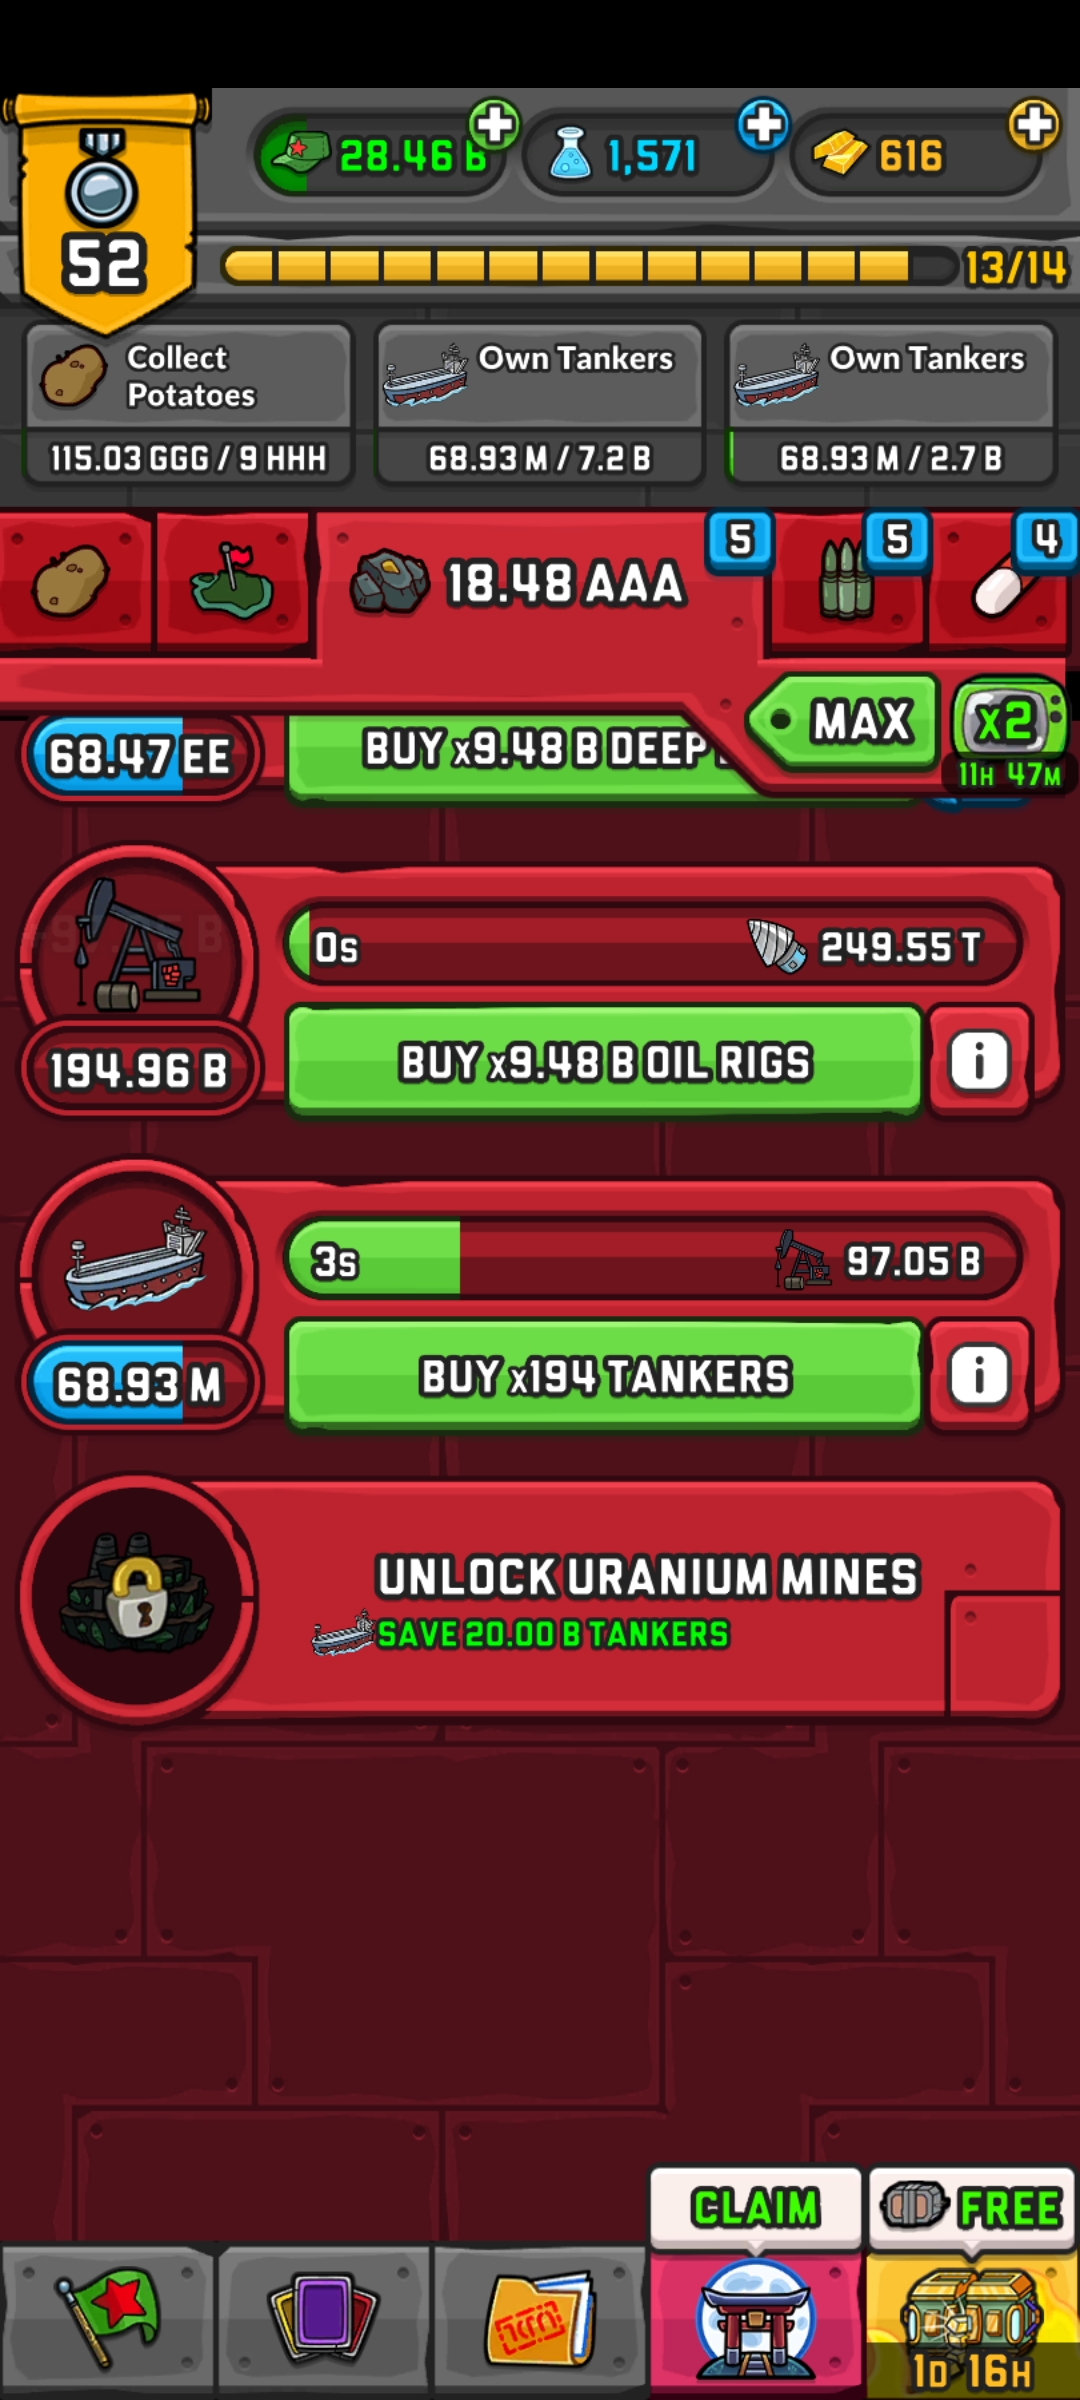 28.46 B
1,571
616
52
13/14
Collect
Potatoes
115.03 GGG / 9 HHH
Own Tankers
68.93 M / 7.2 B
Own Tankers
68.93 M / 2.7 B
18.48 AAA
5
5
4
MAX
x2
11H 47M
68.47 EE
BUY x9.48 B DEEP
0s
249.55 T
194.96 B
BUY x9.48 B OIL RIGS
i
3s
97.05 B
68.93 M
BUY x194 TANKERS
i
UNLOCK URANIUM MINES
SAVE 20.00 B TANKERS
CLAIM
FREE
1D 16H